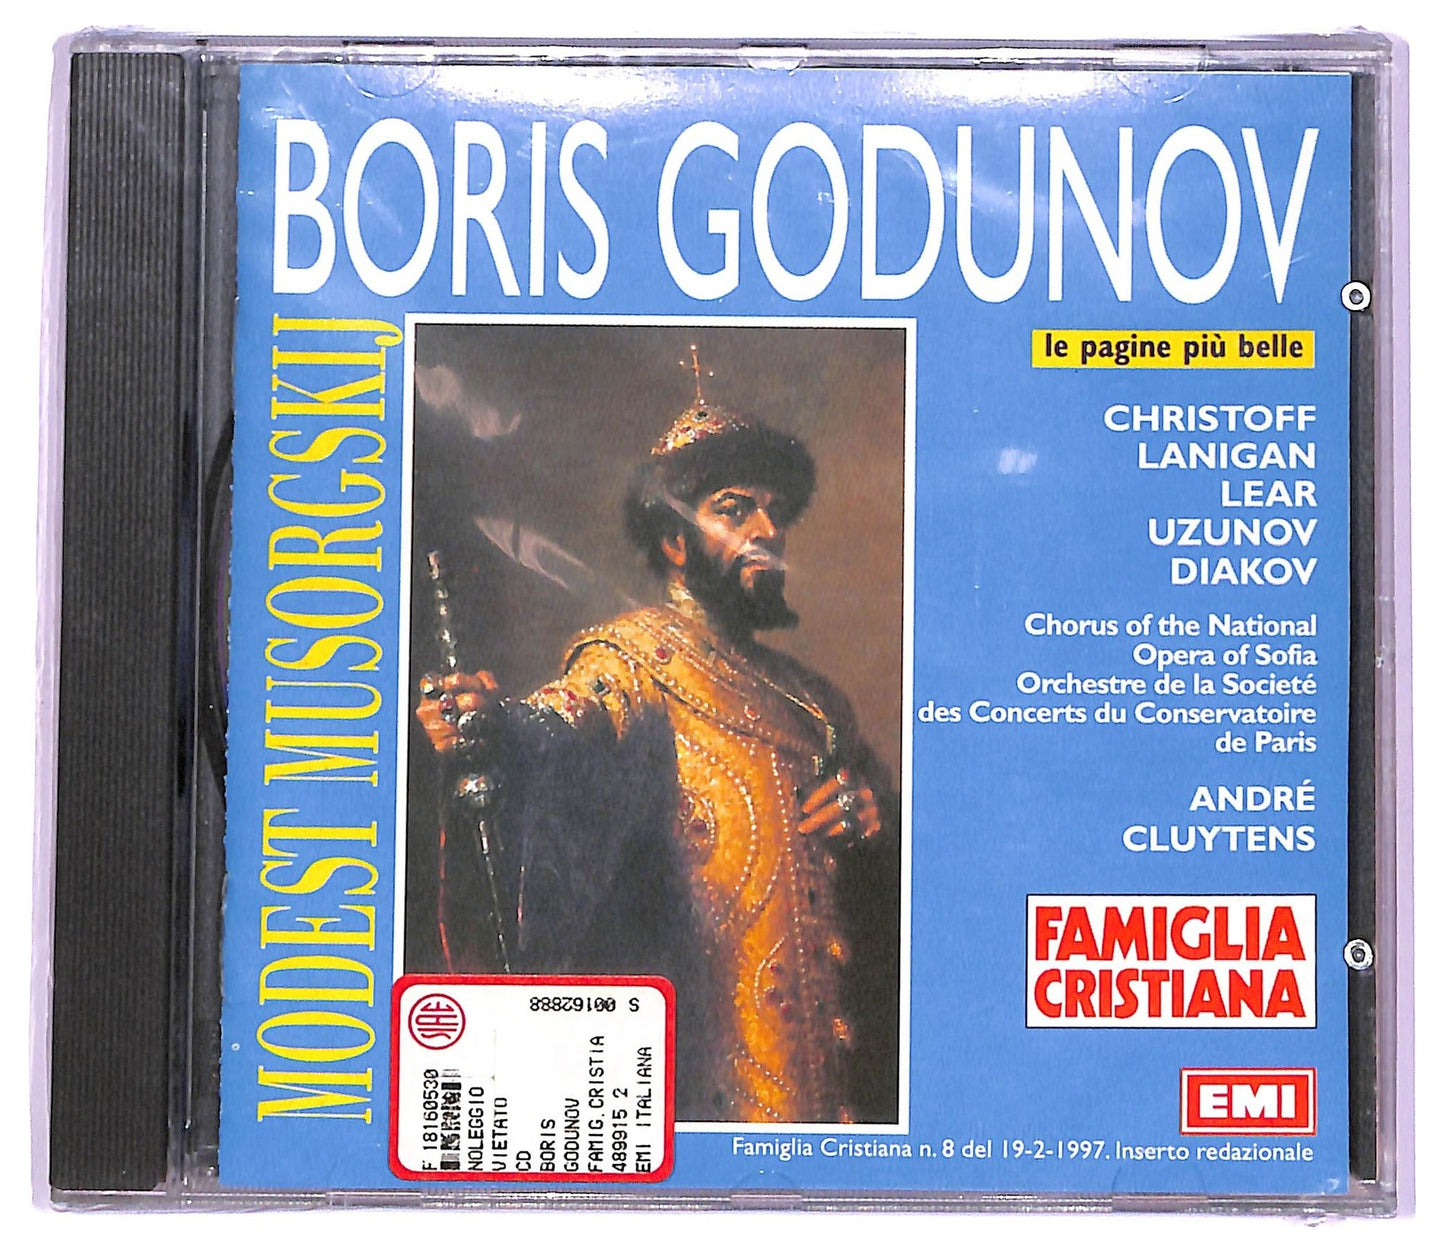 BORIS GODUNOV
MODEST MUSORGSKIJ
le pagine più belle
CHRISTOFF
LANIGAN
LEAR
UZUNOV
DIAKOV
Chorus of the National
Opera of Sofia
Orchestre de la Societé
des Concerts du Conservatoire
de Paris
ANDRÉ
CLUYTENS
FAMIGLIA
CRISTIANA
EMI
Famiglia Cristiana n. 8 del 19-2-1997. Inserto redazionale
SIAE
S 00162888
F 18160530
NOLEGGIO
VIETATO
CD
BORIS
GODUNOV
FAMIG.CRISTIA
489915 2
EMI ITALIANA